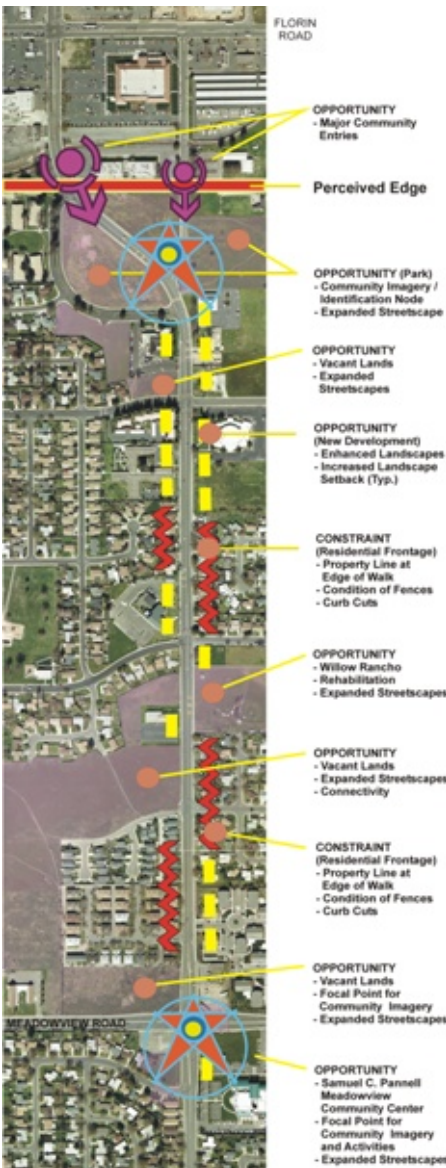 FLORIN
ROAD
OPPORTUNITY
- Major Community
Entries
Perceived Edge
OPPORTUNITY (Park)
- Community Imagery /
Identification Node
- Expanded Streetscape
OPPORTUNITY
- Vacant Lands
- Expanded
Streetscapes
OPPORTUNITY
(New Development)
- Enhanced Landscapes
- Increased Landscape
Setback (Typ.)
CONSTRAINT
(Residential Frontage)
- Property Line at
Edge of Walk
- Condition of Fences
- Curb Cuts
OPPORTUNITY
- Willow Rancho
- Rehabilitation
- Expanded Streetscapes
OPPORTUNITY
- Vacant Lands
- Expanded Streetscapes
- Connectivity
CONSTRAINT
(Residential Frontage)
- Property Line at
Edge of Walk
- Condition of Fences
- Curb Cuts
OPPORTUNITY
- Vacant Lands
- Focal Point for
Community Imagery
- Expanded Streetscapes
MEADOWVIEW ROAD
OPPORTUNITY
- Samuel C. Pannell
Meadowview
Community Center
- Focal Point for
Community Imagery
and Activities
- Expanded Streetscapes